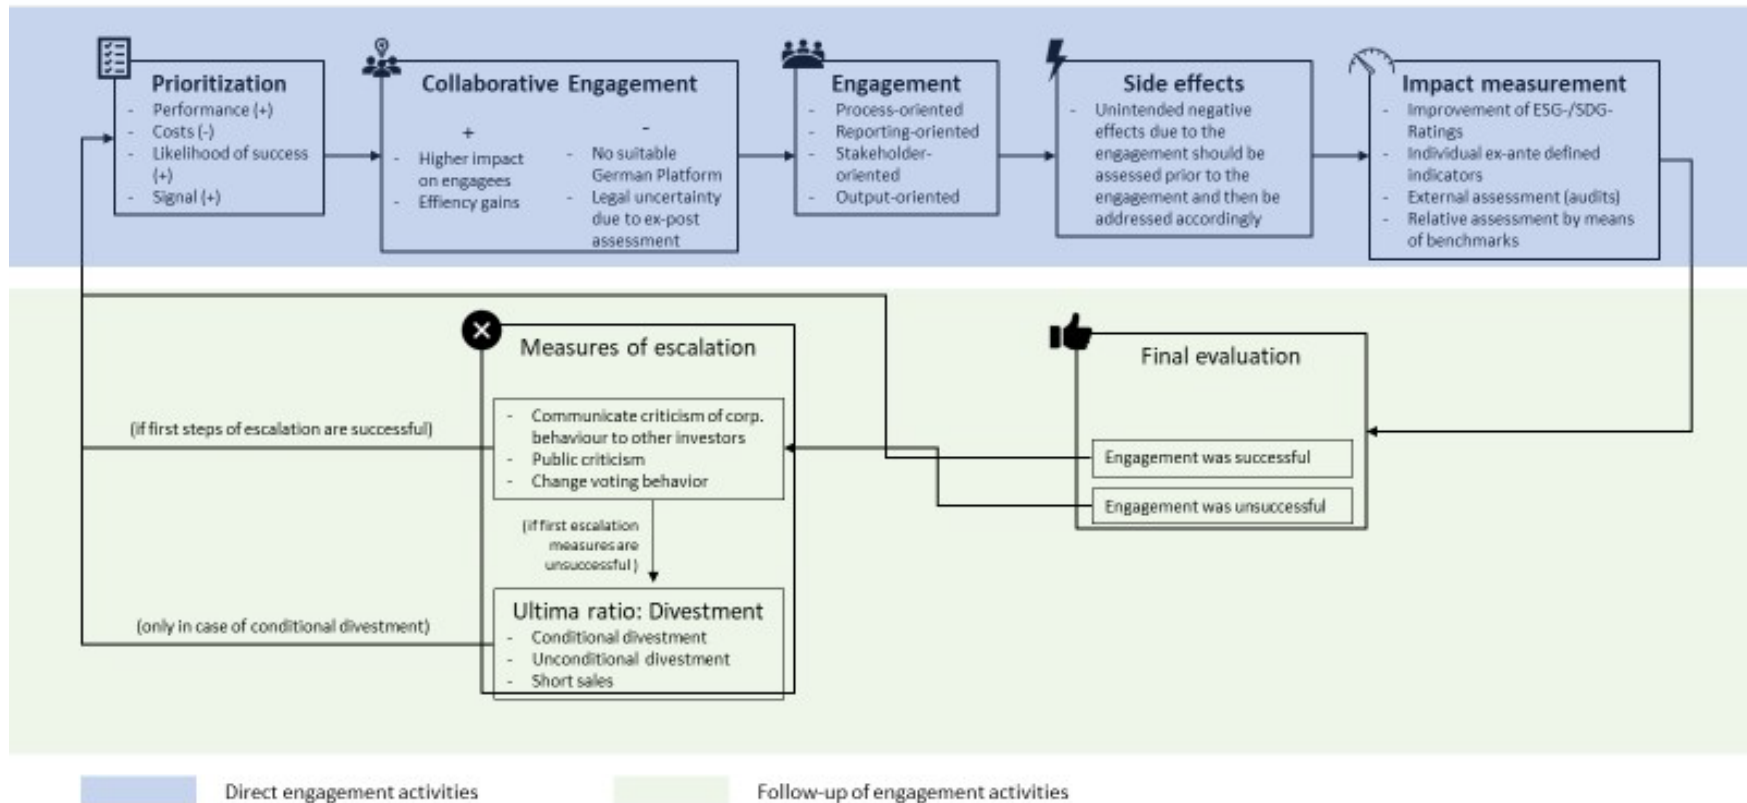 Prioritization
- Performance (+)
- Costs (-)
- Likelihood of success
(+)
- Signal (+)
Collaborative Engagement
+
- Higher impact
on engagees
- Effiency gains
-
- No suitable
German Platform
- Legal uncertainty
due to ex-post
assessment
Engagement
- Process-oriented
- Reporting-oriented
- Stakeholder-
oriented
- Output-oriented
Side effects
- Unintended negative
effects due to the
engagement should be
assessed prior to the
engagement and then be
addressed accordingly
Impact measurement
- Improvement of ESG-/SDG-
Ratings
- Individual ex-ante defined
indicators
- External assessment (audits)
- Relative assessment by means
of benchmarks
Measures of escalation
- Communicate criticism of corp.
behaviour to other investors
- Public criticism
- Change voting behavior
(if first steps of escalation are successful)
(if first escalation
measures are
unsuccessful )
Ultima ratio: Divestment
- Conditional divestment
- Unconditional divestment
- Short sales
(only in case of conditional divestment)
Final evaluation
Engagement was successful
Engagement was unsuccessful
Direct engagement activities
Follow-up of engagement activities